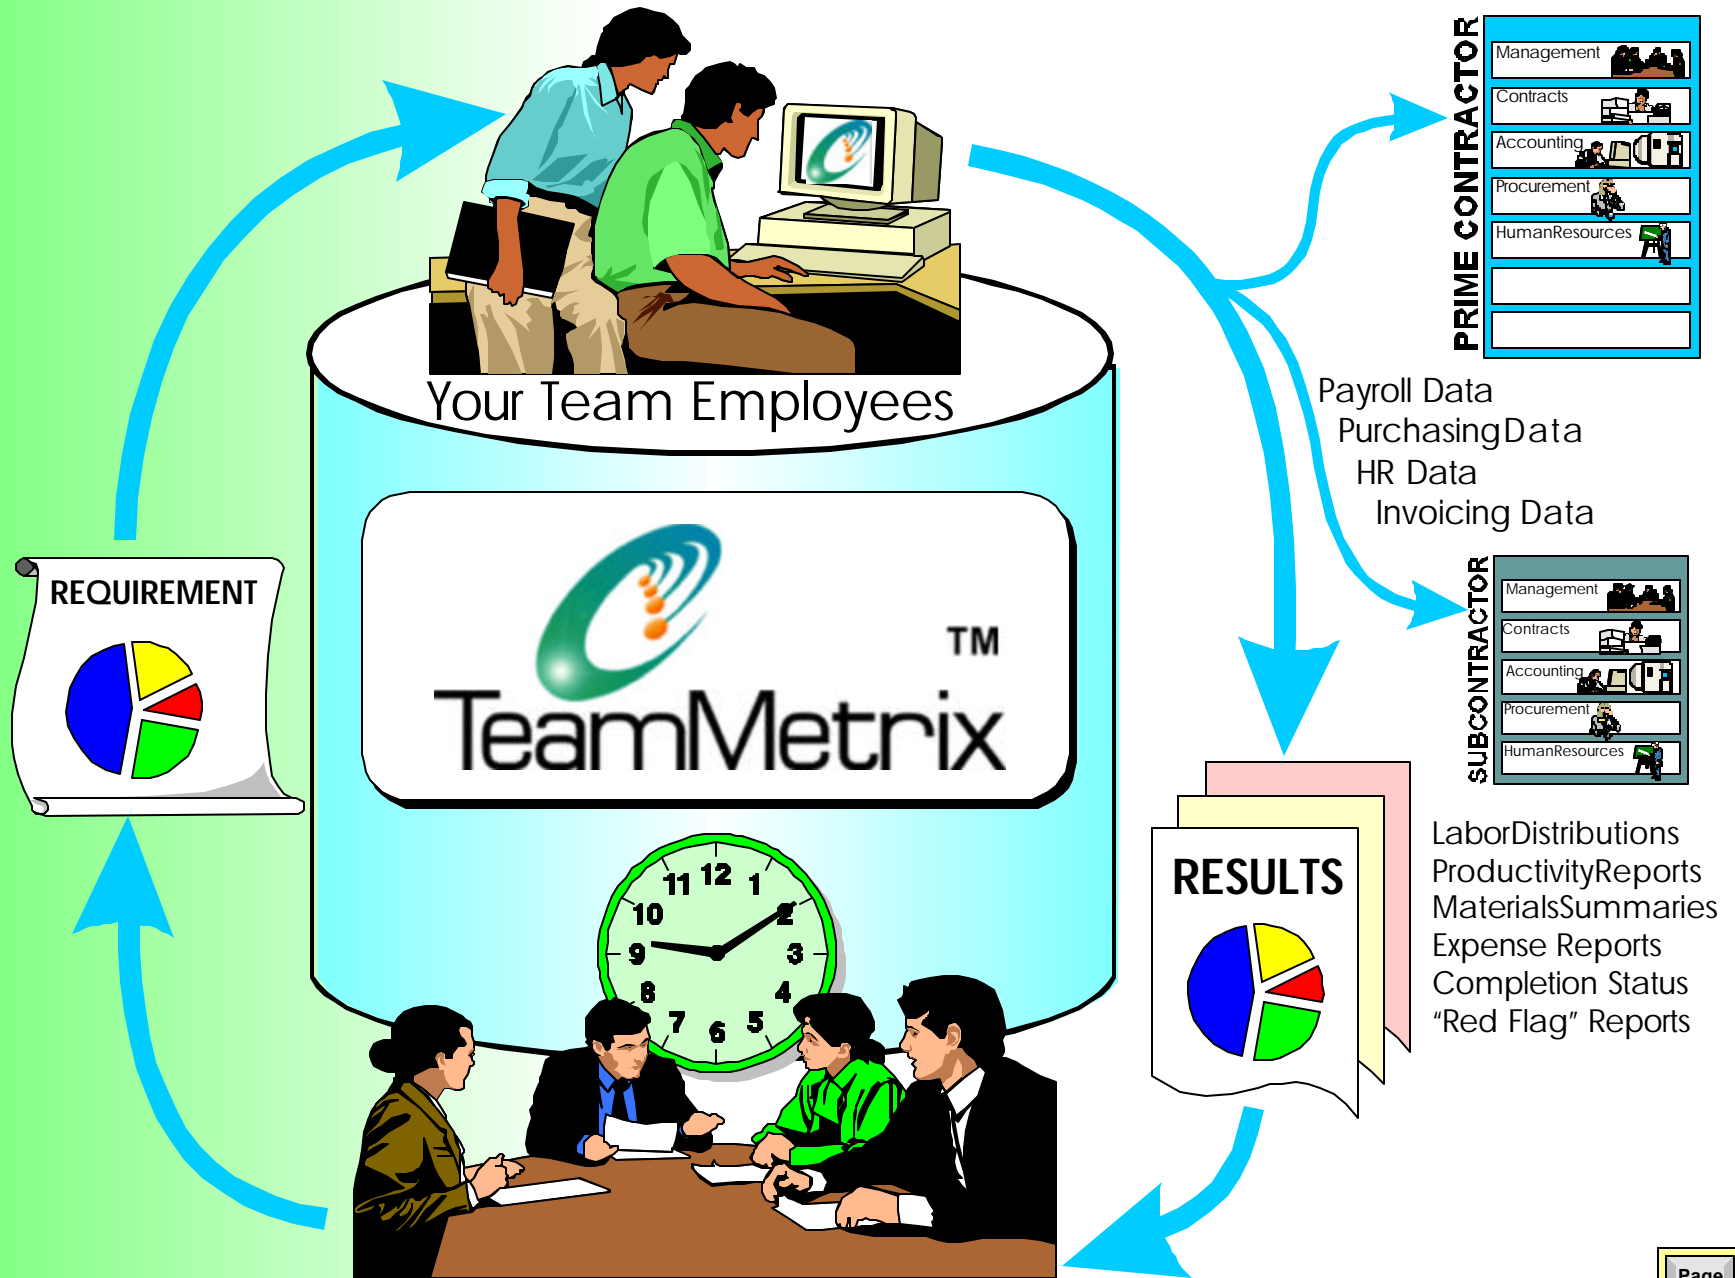 PRIME CONTRACTOR
Management
Contracts
Accounting
Procurement
HumanResources
Your Team Employees
Payroll Data
PurchasingData
HR Data
Invoicing Data
REQUIREMENT
TM
TeamMetrix
SUBCONTRACTOR
Management
Contracts
Accounting
Procurement
HumanResources
12
11
1
10
2
9
3
8
4
7
5
6
RESULTS
LaborDistributions
ProductivityReports
MaterialsSummaries
Expense Reports
Completion Status
“Red Flag” Reports
Page